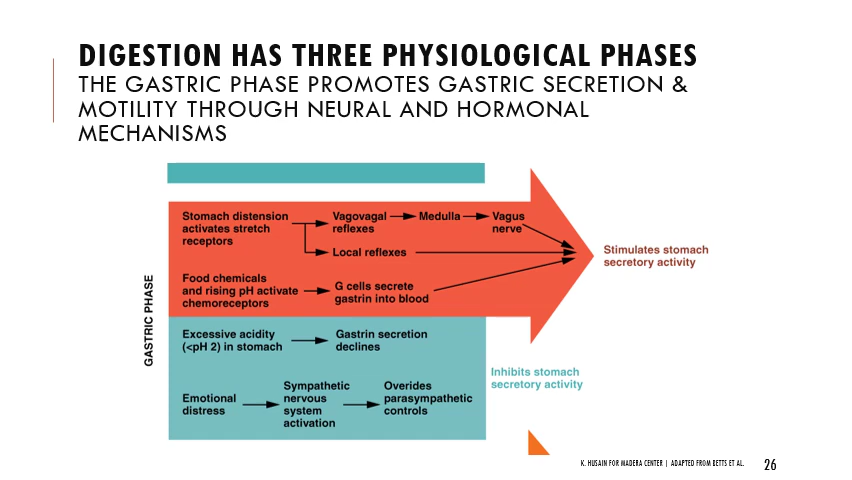 DIGESTION HAS THREE PHYSIOLOGICAL PHASES
THE GASTRIC PHASE PROMOTES GASTRIC SECRETION &
MOTILITY THROUGH NEURAL AND HORMONAL
MECHANISMS
GASTRIC PHASE
Stomach distension
activates stretch
receptors
Vagovagal
reflexes
Medulla
Vagus
nerve
Local reflexes
Food chemicals
and rising pH activate
chemoreceptors
G cells secrete
gastrin into blood
Stimulates stomach
secretory activity
Excessive acidity
(<pH 2) in stomach
Gastrin secretion
declines
Emotional
distress
Sympathetic
nervous
system
activation
Overides
parasympathetic
controls
Inhibits stomach
secretory activity
K. HUSAIN FOR MADERA CENTER | ADAPTED FROM BETTS ET AL.
26